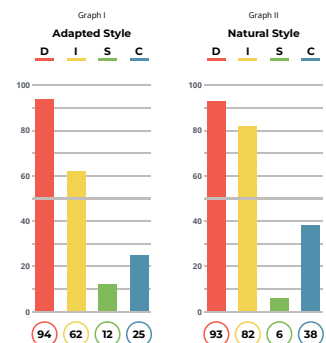 Graph I
Adapted Style
D I S C
100
80
60
40
20
0
94 62 12 25
Graph II
Natural Style
D I S C
100
80
60
40
20
0
93 82 6 38